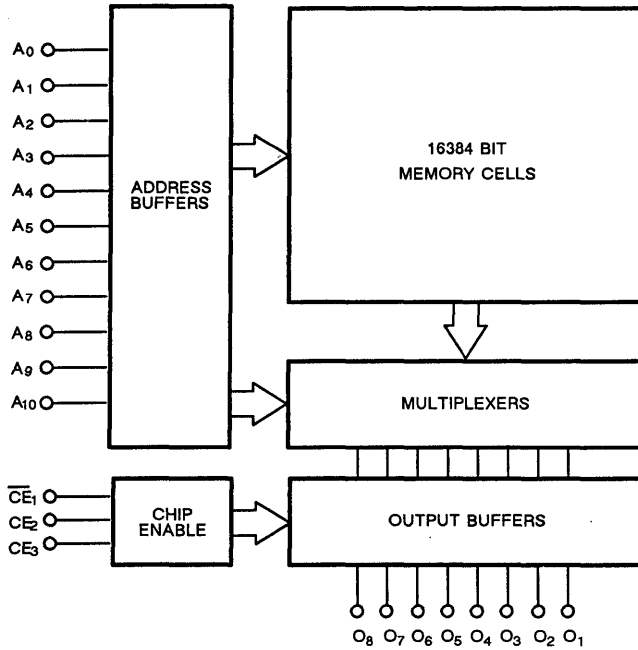 A0
A1
A2
A3
A4
A5
A6
A7
A8
A9
A10
ADDRESS
BUFFERS
16384 BIT
MEMORY CELLS
MULTIPLEXERS
C̅E̅1
CE2
CE3
CHIP
ENABLE
OUTPUT BUFFERS
O8 O7 O6 O5 O4 O3 O2 O1